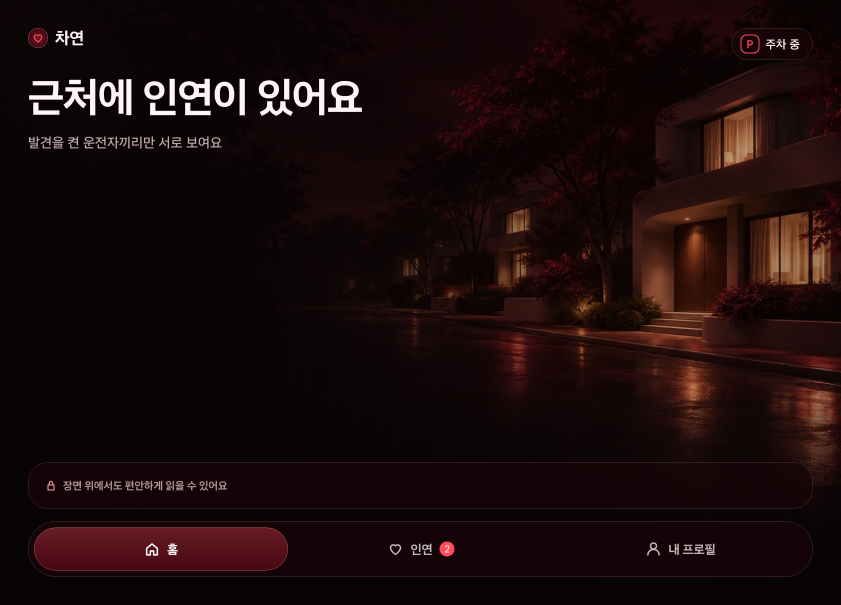 차연
P 주차 중
근처에 인연이 있어요
발견을 켠 운전자끼리만 서로 보여요
장면 위에서도 편안하게 읽을 수 있어요
홈
인연 2
내 프로필